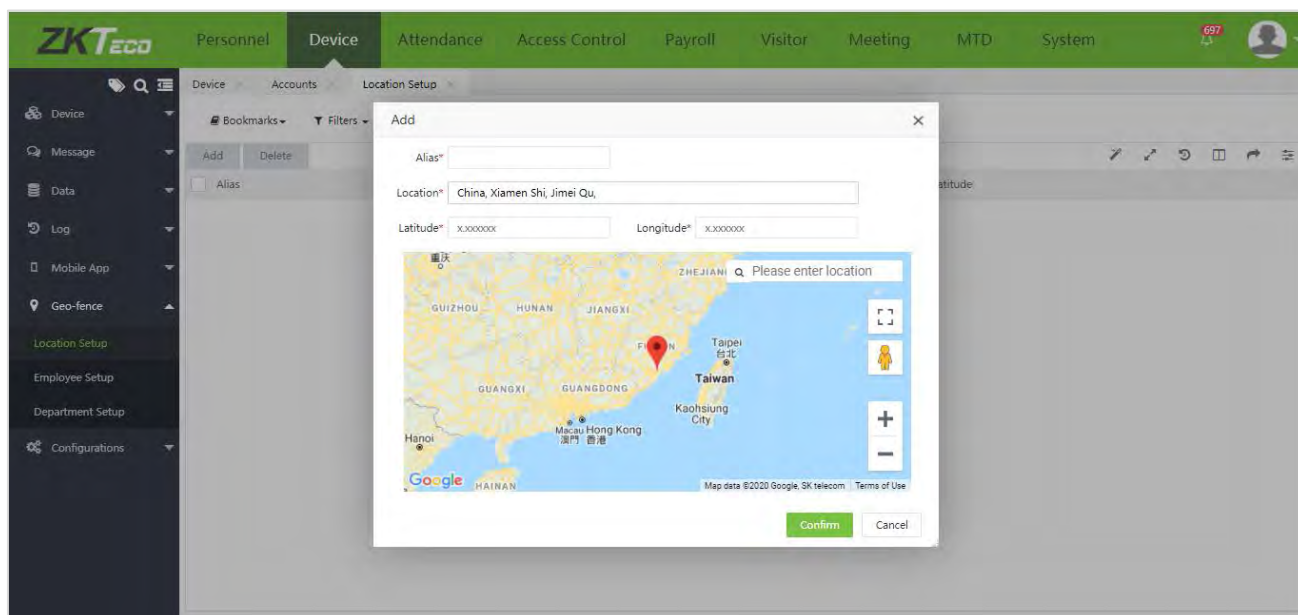 ZKTeco
Personnel Device Attendance Access Control Payroll Visitor Meeting MTD System 697
Device Accounts Location Setup
Device
Message
Data
Log
Mobile App
Geo-fence
Location Setup
Employee Setup
Department Setup
Configurations
Bookmarks Filters
Add Delete
Alias atitude
Add ×
Alias*
Location* China, Xiamen Shi, Jimei Qu,
Latitude* x.xxxxxx Longitude* x.xxxxxx
重庆
ZHEJIAN Please enter location
GUIZHOU HUNAN JIANGXI
Taipei
台北
Taiwan
GUANGXI GUANGDONG
Kaohsiung
City
Macau Hong Kong
澳門 香港
Hanoi
HAINAN
Google
Map data ©2020 Google, SK telecom Terms of Use
Confirm Cancel